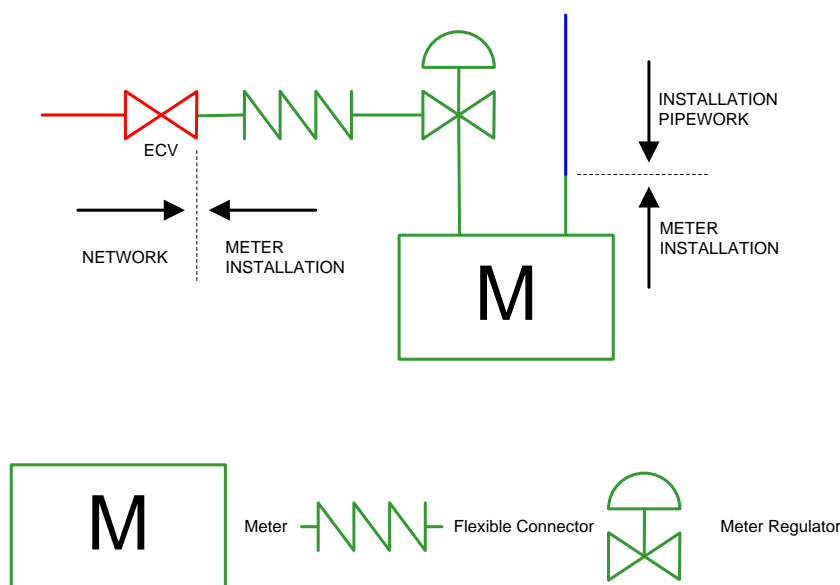 ECV
NETWORK
METER
INSTALLATION
INSTALLATION
PIPEWORK
METER
INSTALLATION
M
M
Meter
Flexible Connector
Meter Regulator